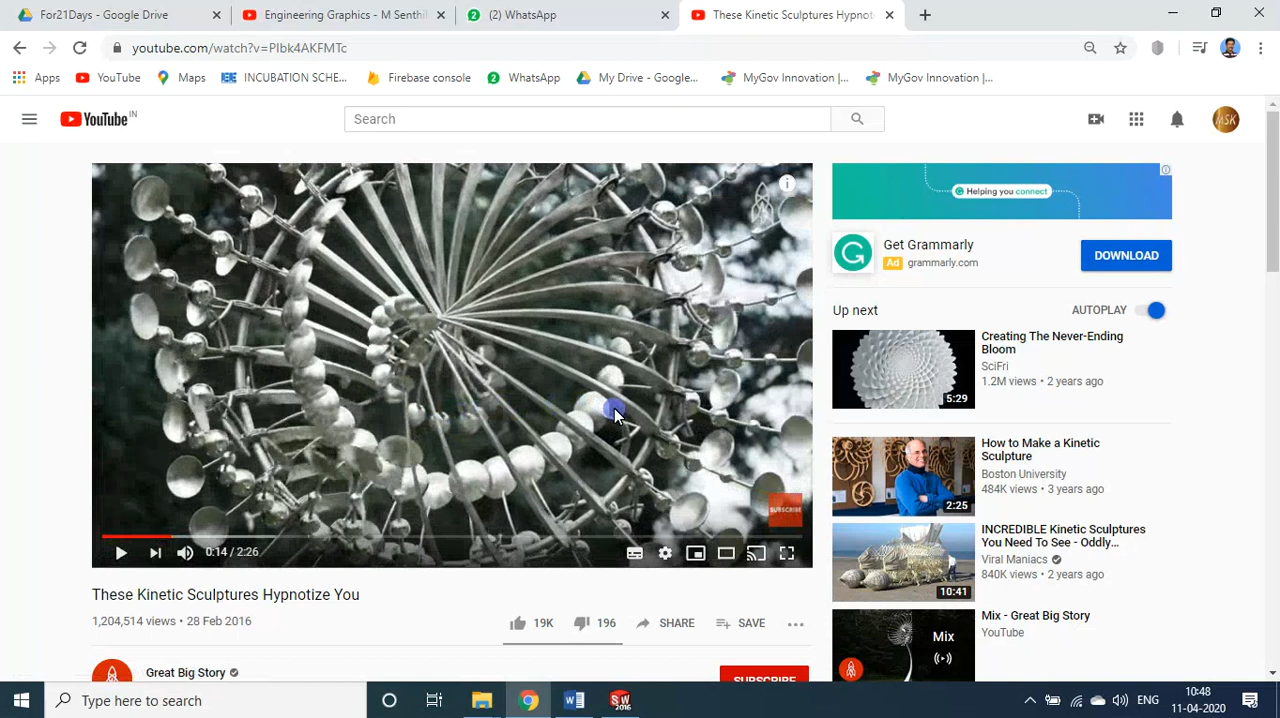 For21Days - Google Drive
Engineering Graphics - M Senthil
(2) WhatsApp
These Kinetic Sculptures Hypnot
youtube.com/watch?v=PIbk4AKFMTc
Apps
YouTube
Maps
INCUBATION SCHE...
Firebase console
2
WhatsApp
My Drive - Google...
MyGov Innovation |...
MyGov Innovation |...
YouTube IN
Search
MSK
Helping you connect
Get Grammarly
Ad grammarly.com
DOWNLOAD
Up next
AUTOPLAY
Creating The Never-Ending
Bloom
SciFri
1.2M views • 2 years ago
5:29
How to Make a Kinetic
Sculpture
Boston University
484K views • 3 years ago
2:25
INCREDIBLE Kinetic Sculptures
You Need To See - Oddly...
Viral Maniacs
840K views • 2 years ago
10:41
Mix - Great Big Story
YouTube
Mix
SUBSCRIBE
0:14 / 2:26
These Kinetic Sculptures Hypnotize You
1,204,514 views • 28 Feb 2016
19K
196
SHARE
SAVE
Great Big Story
SUBSCRIBE
Type here to search
SW
2016
ENG
10:48
11-04-2020